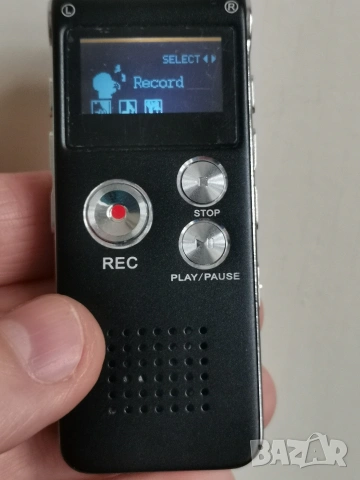 L R
SELECT
Record
STOP
REC
PLAY/PAUSE
BAZAR